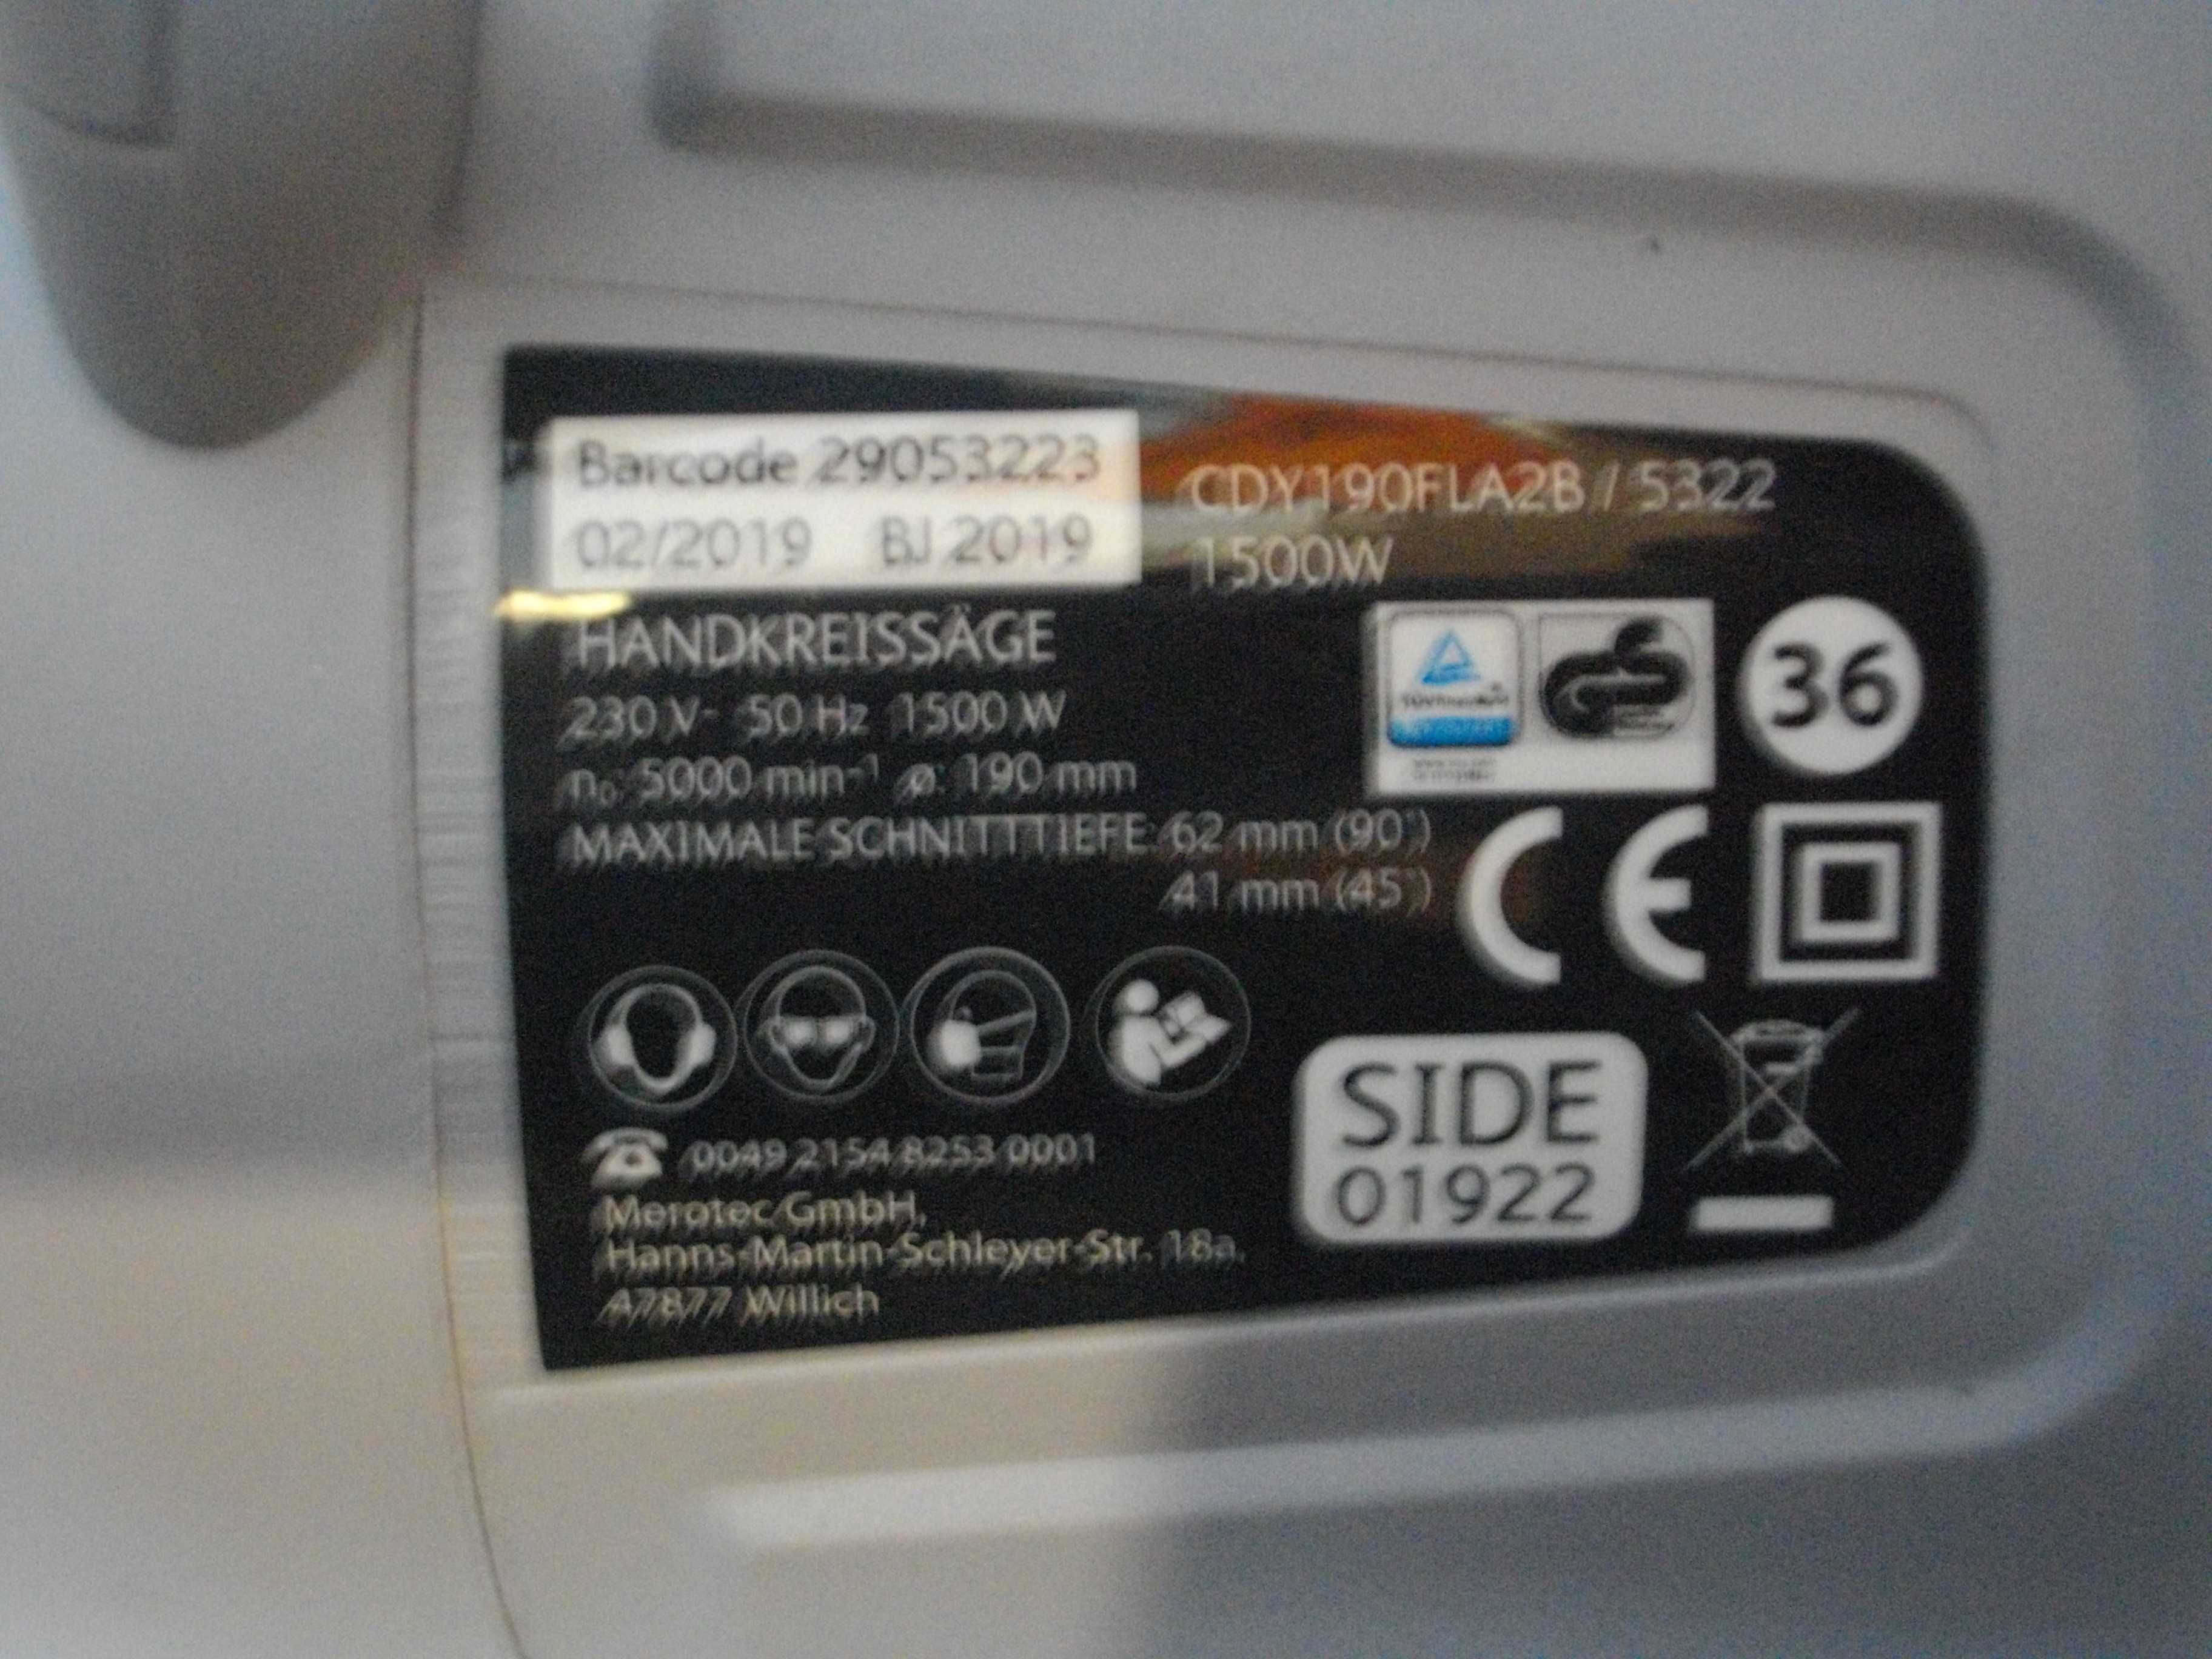 Barcode 29053223
02/2019 BJ 2019
CDY190FLA2B / 5322
1500W
HANDKREISSÄGE
230 V~ 50 Hz 1500 W
n₀: 5000 min⁻¹ ø: 190 mm
MAXIMALE SCHNITTTIEFE: 62 mm (90°)
41 mm (45°)
36
CE
SIDE
01922
0049 2154 8253 0001
Merotec GmbH,
Hanns-Martin-Schleyer-Str. 18a,
47877 Willich